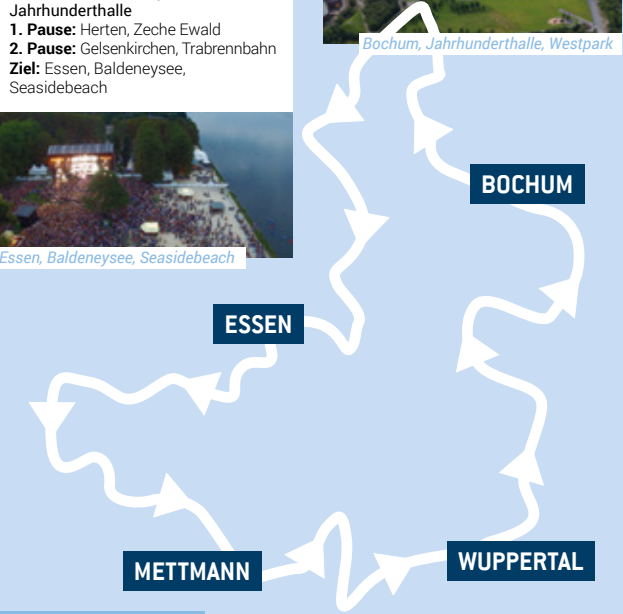 Jahrhunderthalle
1. Pause: Herten, Zeche Ewald
2. Pause: Gelsenkirchen, Trabrennbahn
Ziel: Essen, Baldeneysee,
Seasidebeach
Bochum, Jahrhunderthalle, Westpark
BOCHUM
Essen, Baldeneysee, Seasidebeach
ESSEN
METTMANN
WUPPERTAL